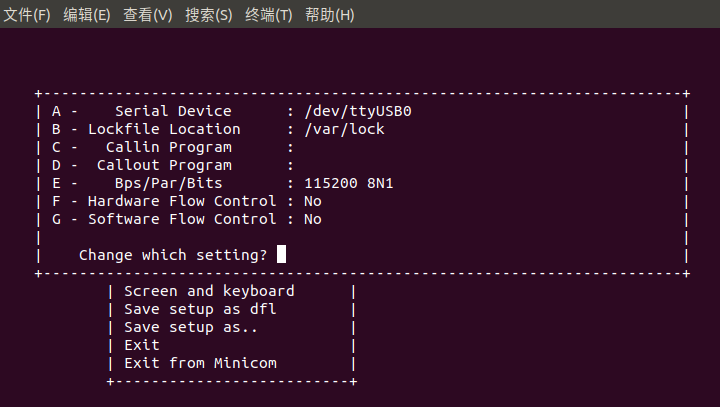 文件(F) 编辑(E) 查看(V) 搜索(S) 终端(T) 帮助(H)
+-----------------------------------------------------------------------+
| A -    Serial Device      : /dev/ttyUSB0                              |
| B - Lockfile Location     : /var/lock                                 |
| C -   Callin Program      :                                           |
| D -  Callout Program      :                                           |
| E -    Bps/Par/Bits       : 115200 8N1                                |
| F - Hardware Flow Control : No                                        |
| G - Software Flow Control : No                                        |
|                                                                       |
|    Change which setting?                                              |
+-----------------------------------------------------------------------+
| Screen and keyboard      |
| Save setup as dfl        |
| Save setup as..          |
| Exit                     |
| Exit from Minicom        |
+--------------------------+